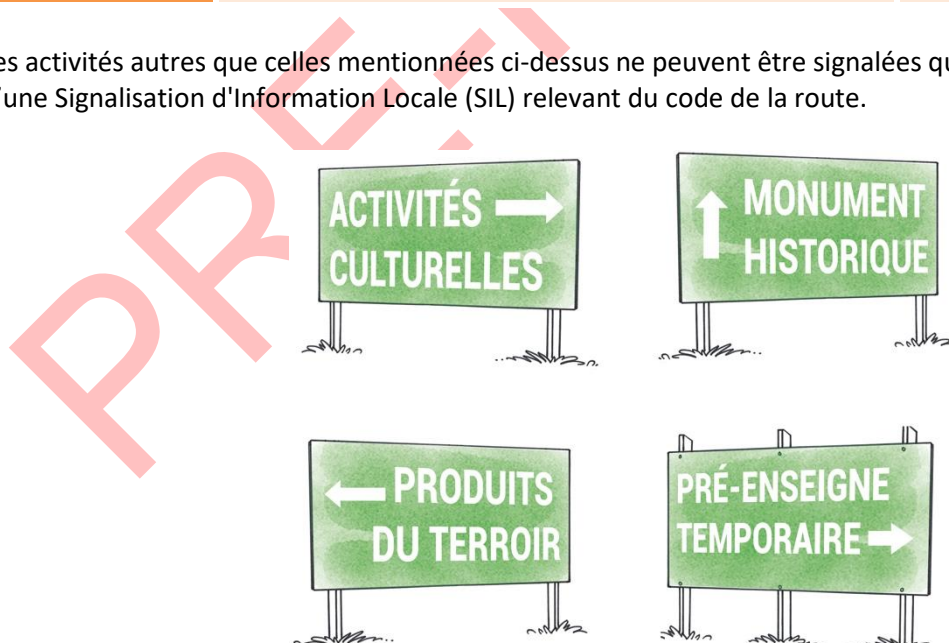 es activités autres que celles mentionnées ci-dessus ne peuvent être signalées qu
'une Signalisation d'Information Locale (SIL) relevant du code de la route.
ACTIVITÉS
CULTURELLES
MONUMENT
HISTORIQUE
PRODUITS
DU TERROIR
PRÉ-ENSEIGNE
TEMPORAIRE